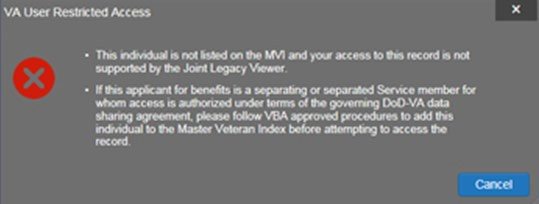 VA User Restricted Access
• This individual is not listed on the MVI and your access to this record is not
supported by the Joint Legacy Viewer.
• If this applicant for benefits is a separating or separated Service member for
whom access is authorized under terms of the governing DoD-VA data
sharing agreement, please follow VBA approved procedures to add this
individual to the Master Veteran Index before attempting to access the
record.
Cancel